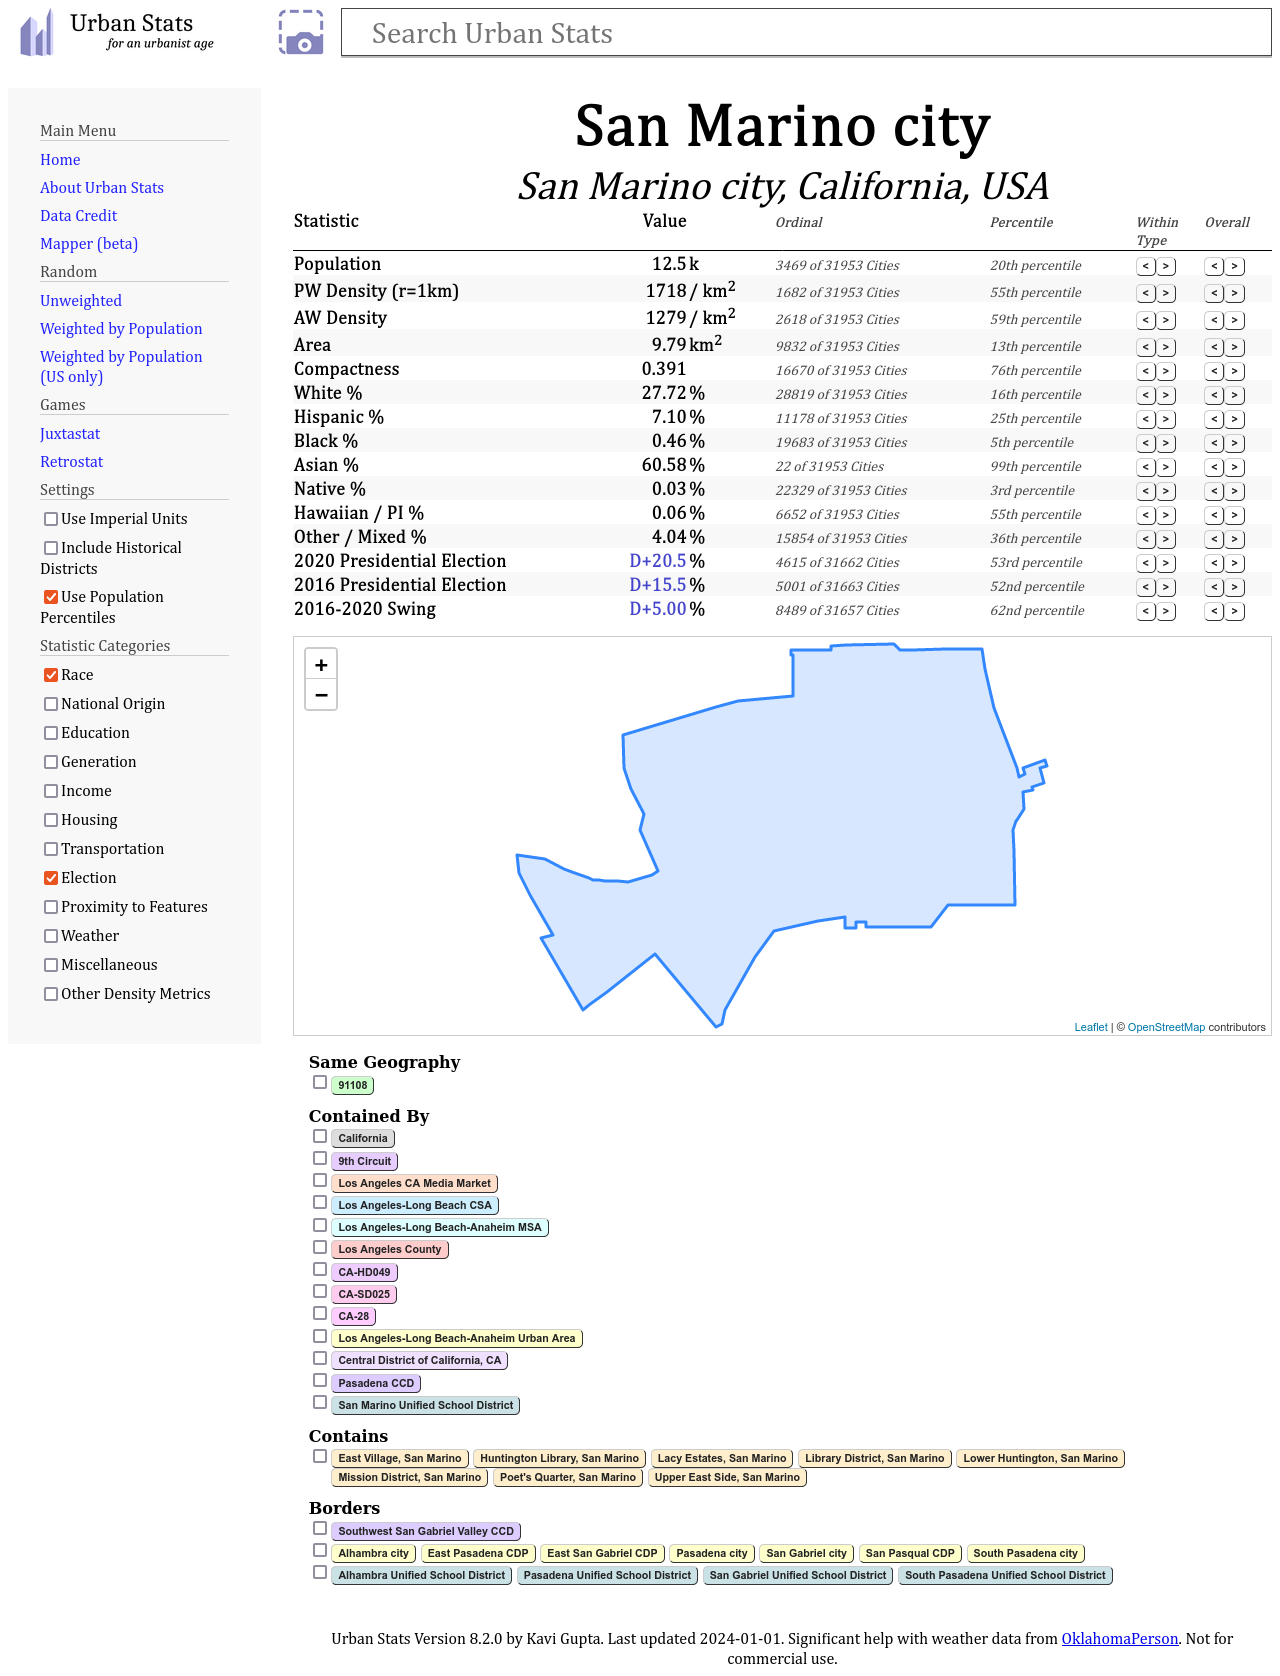 Urban Stats
for an urbanist age
Search Urban Stats
Main Menu
Home
About Urban Stats
Data Credit
Mapper (beta)
Random
Unweighted
Weighted by Population
Weighted by Population
(US only)
Games
Juxtastat
Retrostat
Settings
Use Imperial Units
Include Historical
Districts
Use Population
Percentiles
Statistic Categories
Race
National Origin
Education
Generation
Income
Housing
Transportation
Election
Proximity to Features
Weather
Miscellaneous
Other Density Metrics
San Marino city
San Marino city, California, USA
Statistic Value Ordinal Percentile Within Type Overall
Population 12.5 k 3469 of 31953 Cities 20th percentile < > < >
PW Density (r=1km) 1718 / km² 1682 of 31953 Cities 55th percentile < > < >
AW Density 1279 / km² 2618 of 31953 Cities 59th percentile < > < >
Area 9.79 km² 9832 of 31953 Cities 13th percentile < > < >
Compactness 0.391 16670 of 31953 Cities 76th percentile < > < >
White % 27.72 % 28819 of 31953 Cities 16th percentile < > < >
Hispanic % 7.10 % 11178 of 31953 Cities 25th percentile < > < >
Black % 0.46 % 19683 of 31953 Cities 5th percentile < > < >
Asian % 60.58 % 22 of 31953 Cities 99th percentile < > < >
Native % 0.03 % 22329 of 31953 Cities 3rd percentile < > < >
Hawaiian / PI % 0.06 % 6652 of 31953 Cities 55th percentile < > < >
Other / Mixed % 4.04 % 15854 of 31953 Cities 36th percentile < > < >
2020 Presidential Election D+20.5 % 4615 of 31662 Cities 53rd percentile < > < >
2016 Presidential Election D+15.5 % 5001 of 31663 Cities 52nd percentile < > < >
2016-2020 Swing D+5.00 % 8489 of 31657 Cities 62nd percentile < > < >
+
−
Leaflet | © OpenStreetMap contributors
Same Geography
91108
Contained By
California
9th Circuit
Los Angeles CA Media Market
Los Angeles-Long Beach CSA
Los Angeles-Long Beach-Anaheim MSA
Los Angeles County
CA-HD049
CA-SD025
CA-28
Los Angeles-Long Beach-Anaheim Urban Area
Central District of California, CA
Pasadena CCD
San Marino Unified School District
Contains
East Village, San Marino Huntington Library, San Marino Lacy Estates, San Marino Library District, San Marino Lower Huntington, San Marino
Mission District, San Marino Poet's Quarter, San Marino Upper East Side, San Marino
Borders
Southwest San Gabriel Valley CCD
Alhambra city East Pasadena CDP East San Gabriel CDP Pasadena city San Gabriel city San Pasqual CDP South Pasadena city
Alhambra Unified School District Pasadena Unified School District San Gabriel Unified School District South Pasadena Unified School District
Urban Stats Version 8.2.0 by Kavi Gupta. Last updated 2024-01-01. Significant help with weather data from OklahomaPerson. Not for
commercial use.